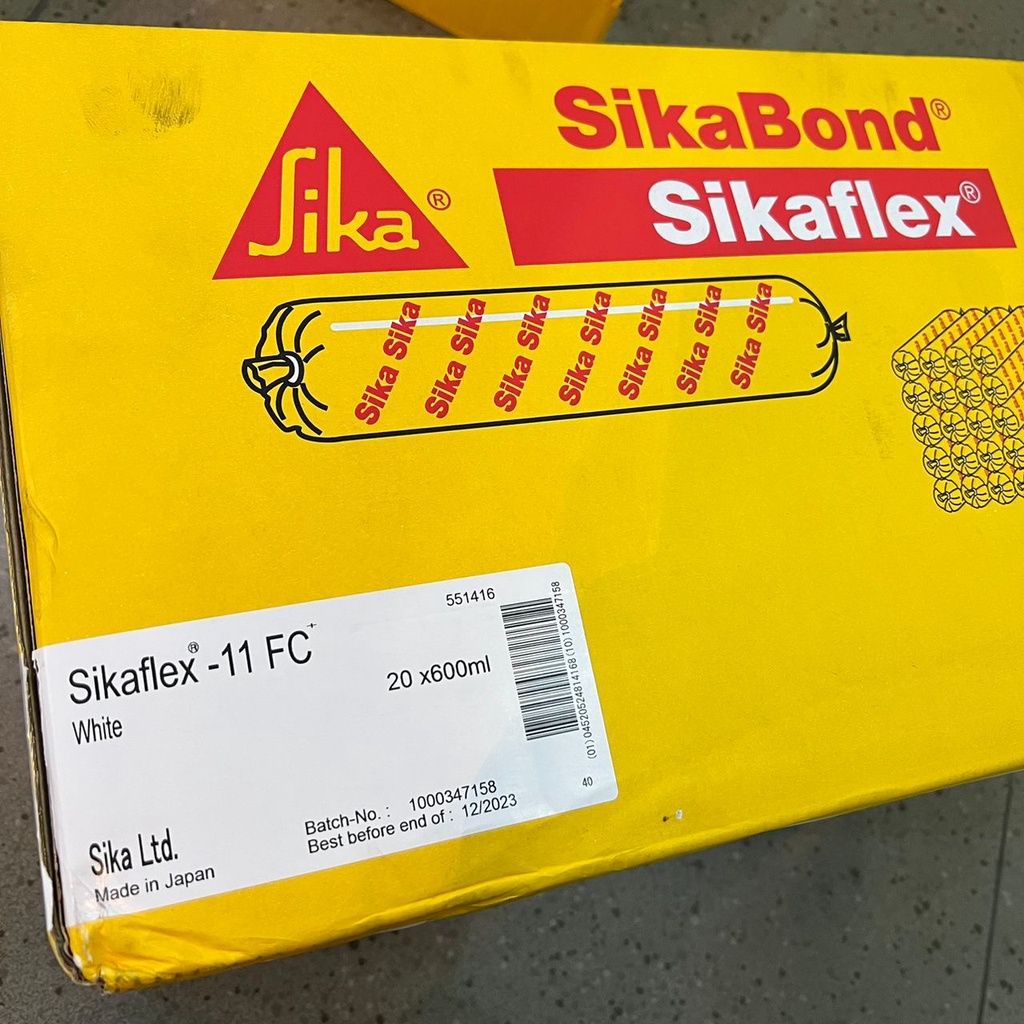 Sika®
SikaBond®
Sikaflex®
Sika Sika Sika Sika Sika Sika Sika Sika Sika Sika Sika Sika Sika Sika
551416
Sikaflex®-11 FC+
20 x600ml
White
(01)04520524814168(10)1000347158
40
Batch-No. : 1000347158
Best before end of : 12/2023
Sika Ltd.
Made in Japan